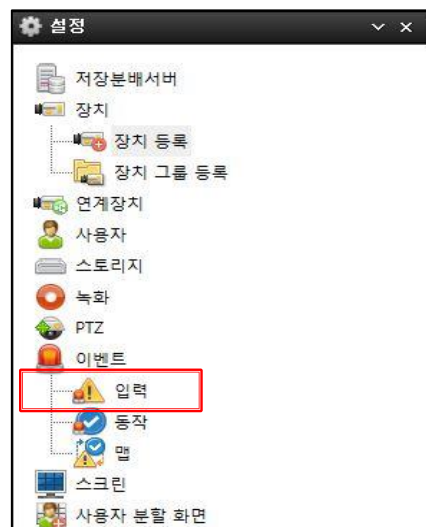 설정
저장분배서버
장치
장치 등록
장치 그룹 등록
연계장치
사용자
스토리지
녹화
PTZ
이벤트
입력
동작
맵
스크린
사용자 분할 화면